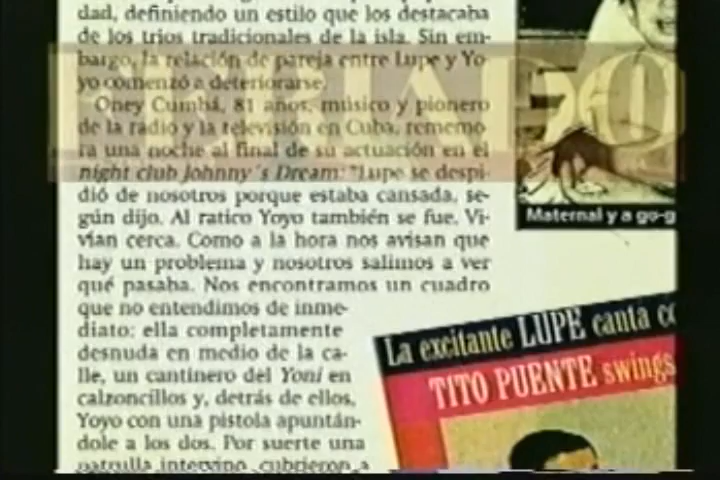 dad, definiendo un estilo que los destacaba
de los tríos tradicionales de la isla. Sin em-
bargo, la relación de pareja entre Lupe y Yo
yo comenzó a deteriorarse.
Oney Cumbá, 81 años, músico y pionero
de la radio y la televisión en Cuba, rememo
ra una noche al final de su actuación en el
night club Johnny's Dream: "Lupe se despi
dió de nosotros porque estaba cansada, se-
gún dijo. Al ratico Yoyo también se fue. Vi-
vían cerca. Como a la hora nos avisan que
hay un problema y nosotros salimos a ver
qué pasaba. Nos encontramos un cuadro
que no entendimos de inme-
diato: ella completamente
desnuda en medio de la ca-
lle, un cantinero del Yoni en
calzoncillos y, detrás de ellos,
Yoyo con una pistola apuntán-
dole a los dos. Por suerte una
patrulla intervino, cubrieron a
Maternal y a go-g
La excitante LUPE canta co
TITO PUENTE swings